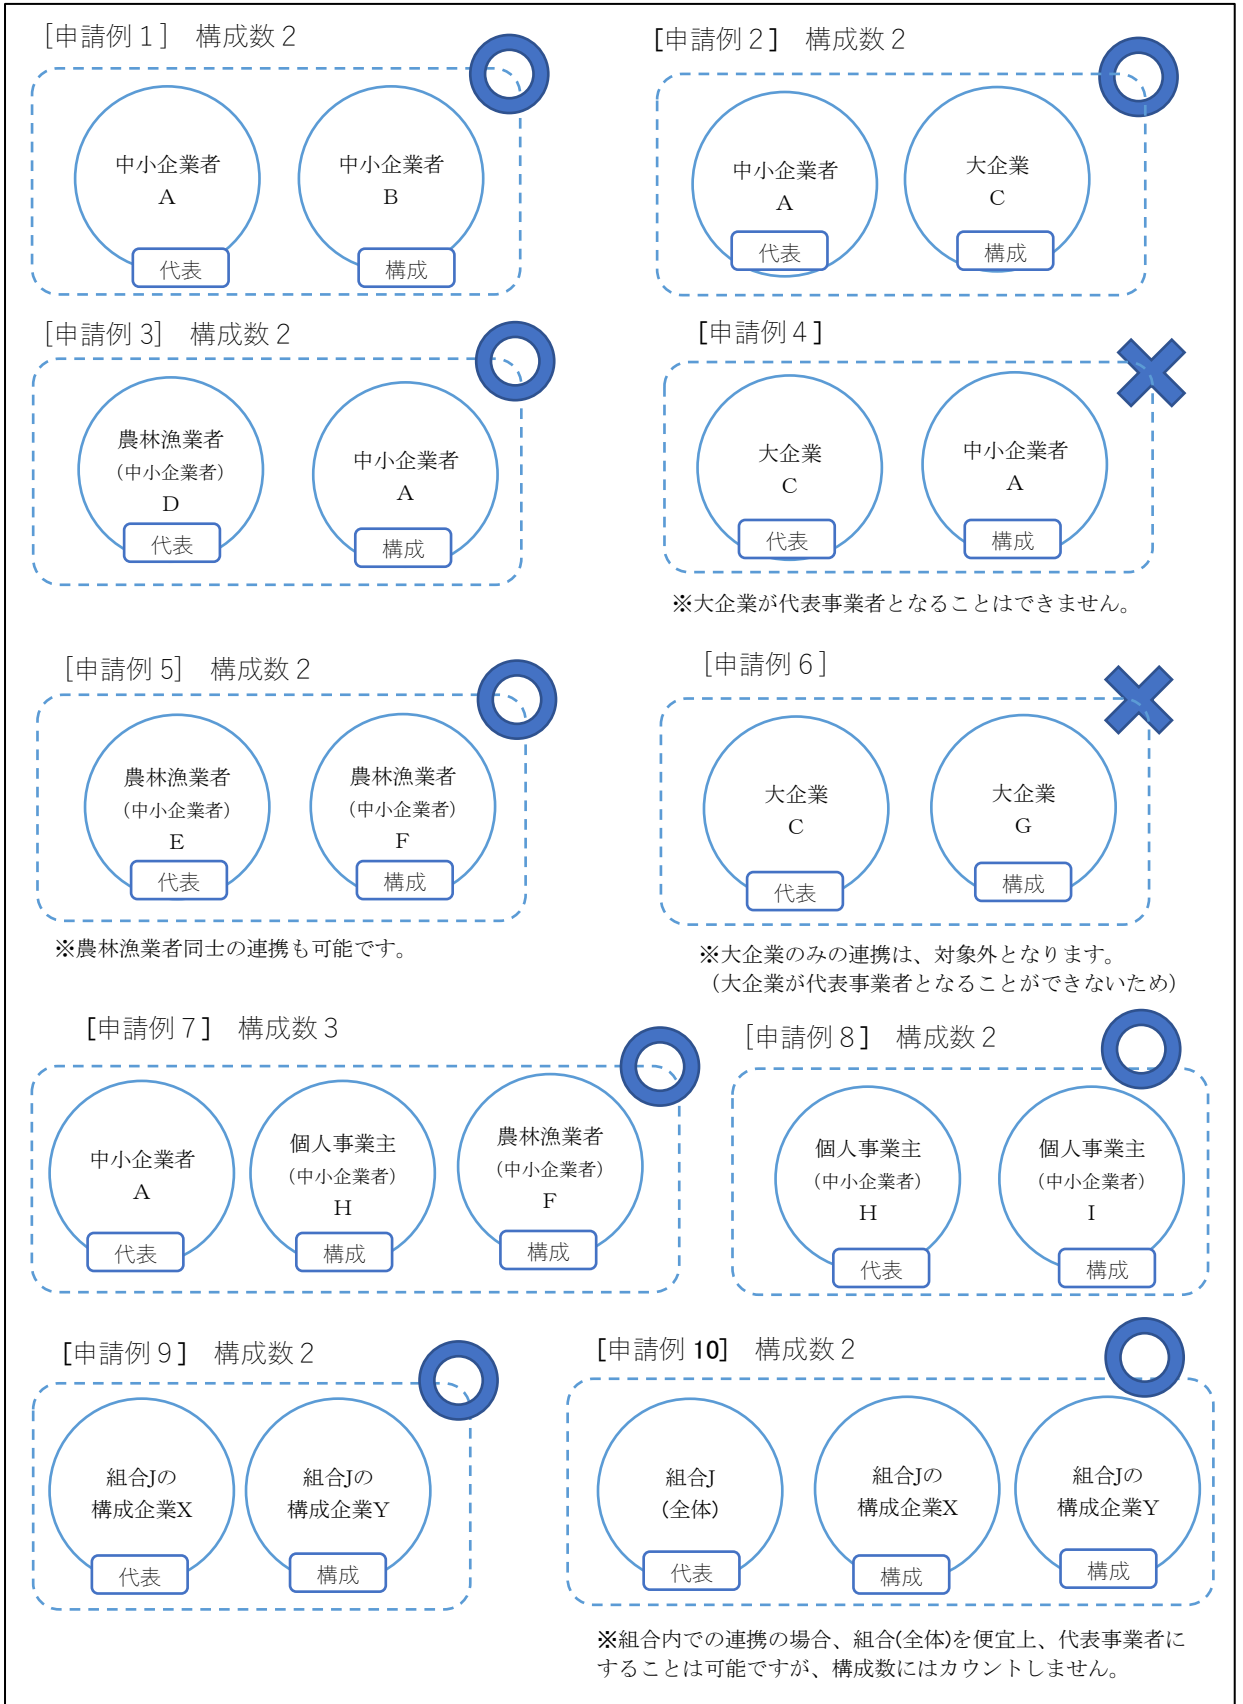 [申請例１]　構成数２
中小企業者
A
代表
中小企業者
B
構成
[申請例２]　構成数２
中小企業者
A
代表
大企業
C
構成
[申請例３]　構成数２
農林漁業者
（中小企業者）
D
代表
中小企業者
A
構成
[申請例４]
大企業
C
代表
中小企業者
A
構成
※大企業が代表事業者となることはできません。
[申請例５]　構成数２
農林漁業者
（中小企業者）
E
代表
農林漁業者
（中小企業者）
F
構成
※農林漁業者同士の連携も可能です。
[申請例６]
大企業
C
代表
大企業
G
構成
※大企業のみの連携は、対象外となります。
（大企業が代表事業者となることができないため）
[申請例７]　構成数３
中小企業者
A
代表
個人事業主
（中小企業者）
H
構成
農林漁業者
（中小企業者）
F
構成
[申請例８]　構成数２
個人事業主
（中小企業者）
H
代表
個人事業主
（中小企業者）
I
構成
[申請例９]　構成数２
組合Jの
構成企業X
代表
組合Jの
構成企業Y
構成
[申請例 10]　構成数２
組合J
（全体）
代表
組合Jの
構成企業X
構成
組合Jの
構成企業Y
構成
※組合内での連携の場合、組合(全体)を便宜上、代表事業者に
することは可能ですが、構成数にはカウントしません。